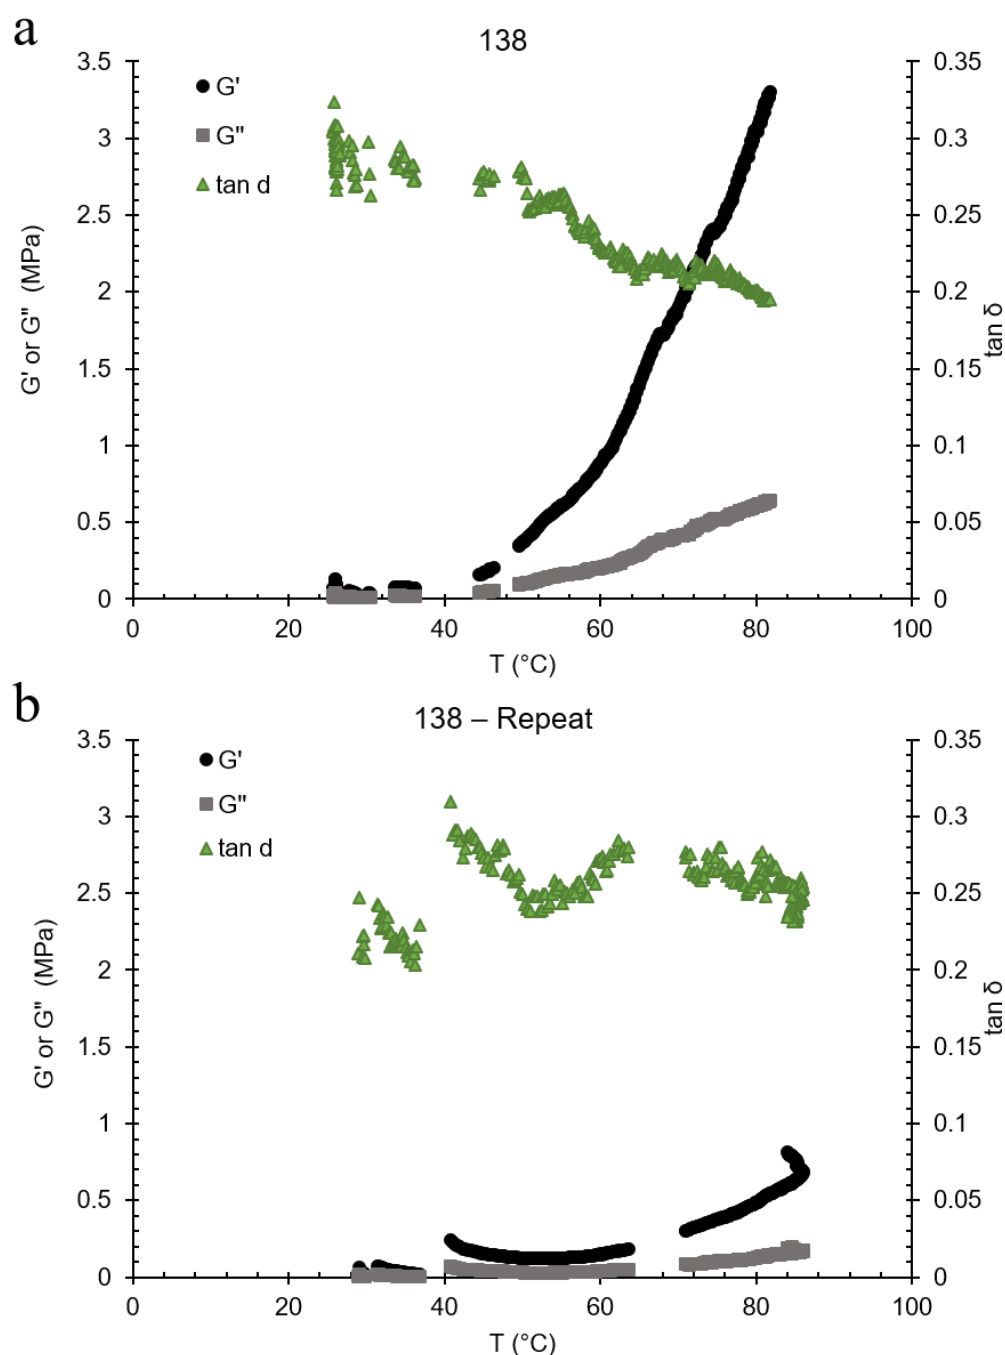 a
138
G'
G"
tan d
3.5
3
2.5
2
1.5
1
0.5
0
0.35
0.3
0.25
0.2
0.15
0.1
0.05
0
0 20 40 60 80 100
G' or G" (MPa)
tan δ
T (°C)
b
138 – Repeat
G'
G"
tan d
3.5
3
2.5
2
1.5
1
0.5
0
0.35
0.3
0.25
0.2
0.15
0.1
0.05
0
0 20 40 60 80 100
G' or G" (MPa)
tan δ
T (°C)